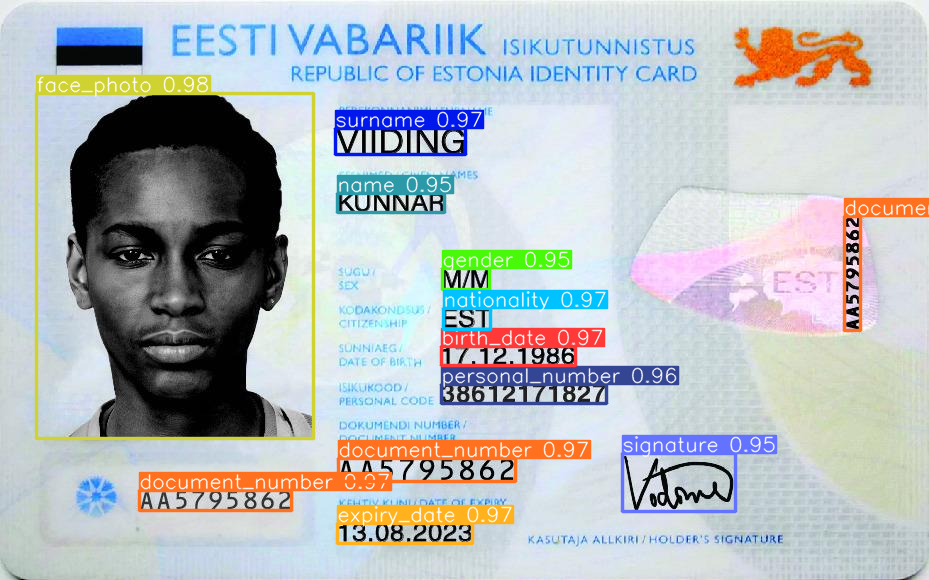 EESTI VABARIIK ISIKUTUNNISTUS
REPUBLIC OF ESTONIA IDENTITY CARD
face_photo 0.98
surname 0.97
VIIDING
name 0.95
KUNNAR
gender 0.95
SUGU /
SEX
M/M
nationality 0.97
KODAKONDSUS /
CITIZENSHIP
EST
birth_date 0.97
SÜNNIAEG /
DATE OF BIRTH
17.12.1986
personal_number 0.96
ISIKUKOOD /
PERSONAL CODE
38612171827
DOKUMENDI NUMBER /
DOCUMENT NUMBER
document_number 0.97
AA5795862
document_number 0.97
AA5795862
KEHTIV KUNI / DATE OF EXPIRY
expiry_date 0.97
13.08.2023
signature 0.95
KASUTAJA ALLKIRI / HOLDER'S SIGNATURE
documen
AA5795862
EST